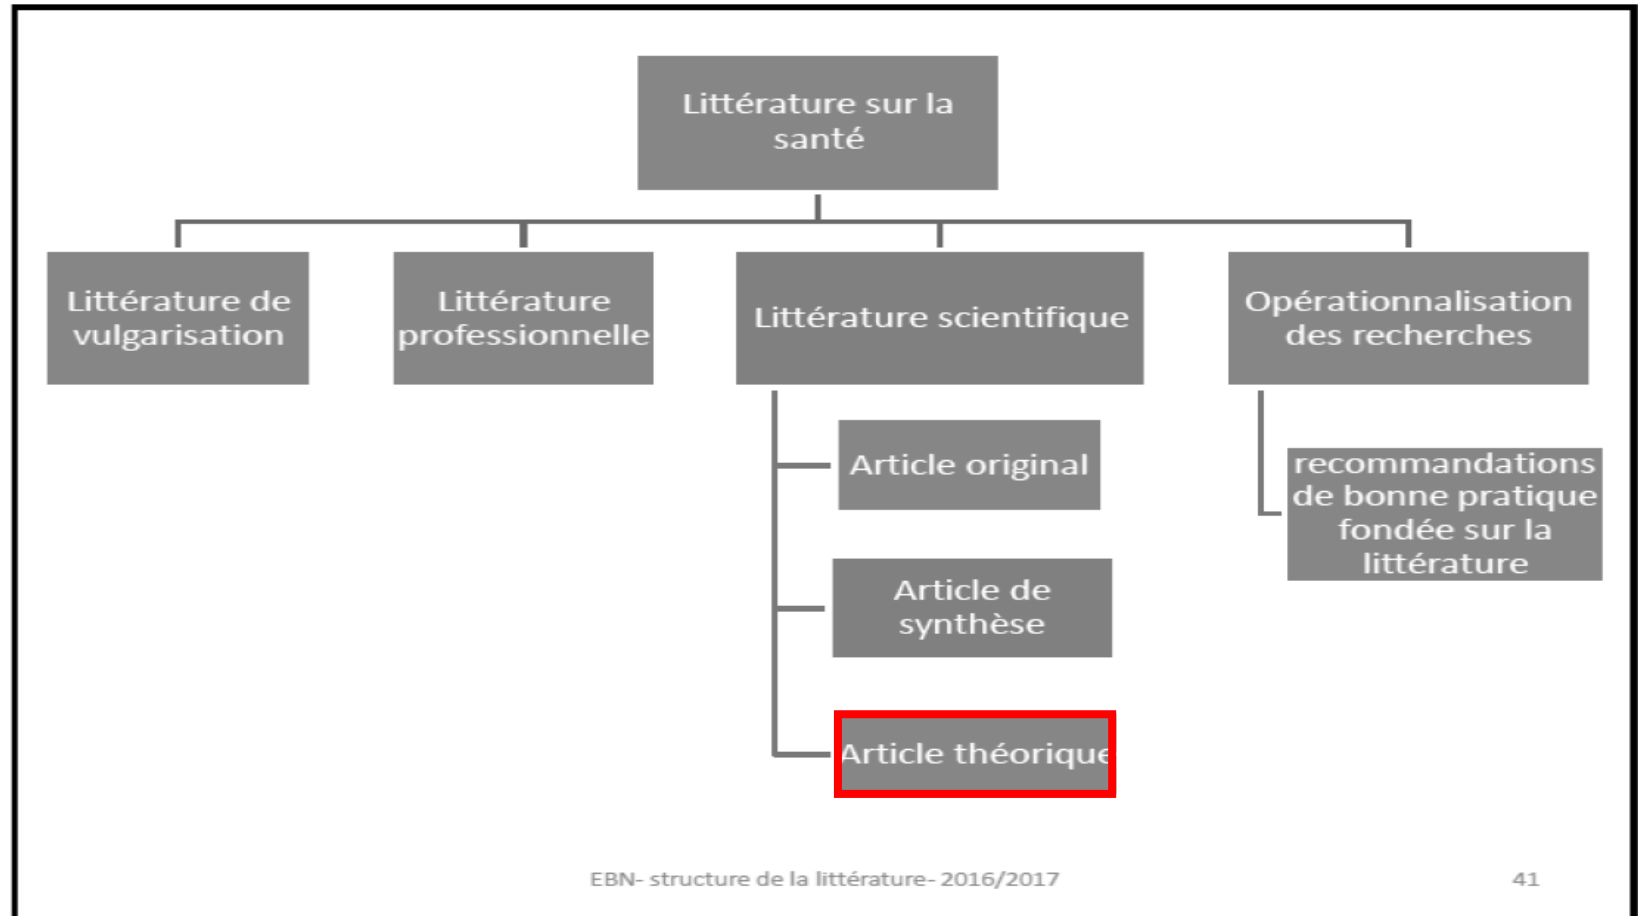 Littérature sur la
santé
Littérature de
vulgarisation
Littérature
professionnelle
Littérature scientifique
Opérationnalisation
des recherches
Article original
Article de
synthèse
Article théorique
recommandations
de bonne pratique
fondée sur la
littérature
EBN- structure de la littérature- 2016/2017
41